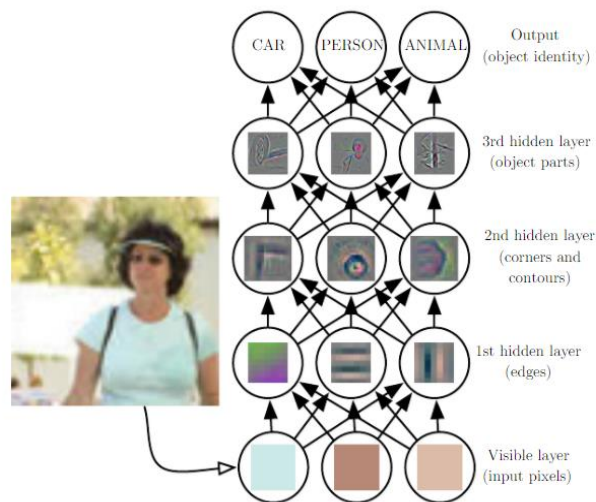 CAR PERSON ANIMAL
Output
(object identity)
3rd hidden layer
(object parts)
2nd hidden layer
(corners and
contours)
1st hidden layer
(edges)
Visible layer
(input pixels)